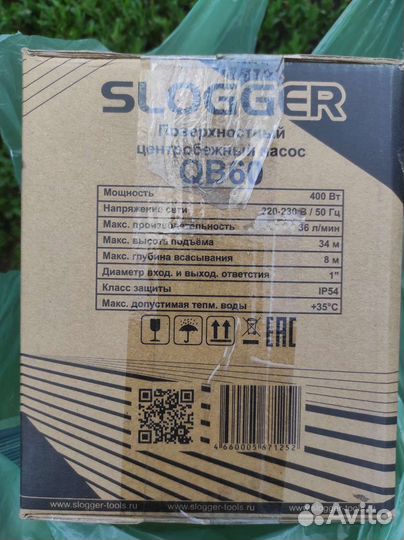 SLOGGER
Поверхностный
центробежный насос
QB60
Мощность 400 Вт
Напряжение сети 220-230 В / 50 Гц
Макс. производительность 36 л/мин
Макс. высота подъёма 34 м
Макс. глубина всасывания 8 м
Диаметр вход. и выход. отверстия 1"
Класс защиты IP54
Макс. допустимая темп. воды +35°C
EAC
4 660005 671252
www.slogger-tools.ru www.slogger-tools.ru
Avito